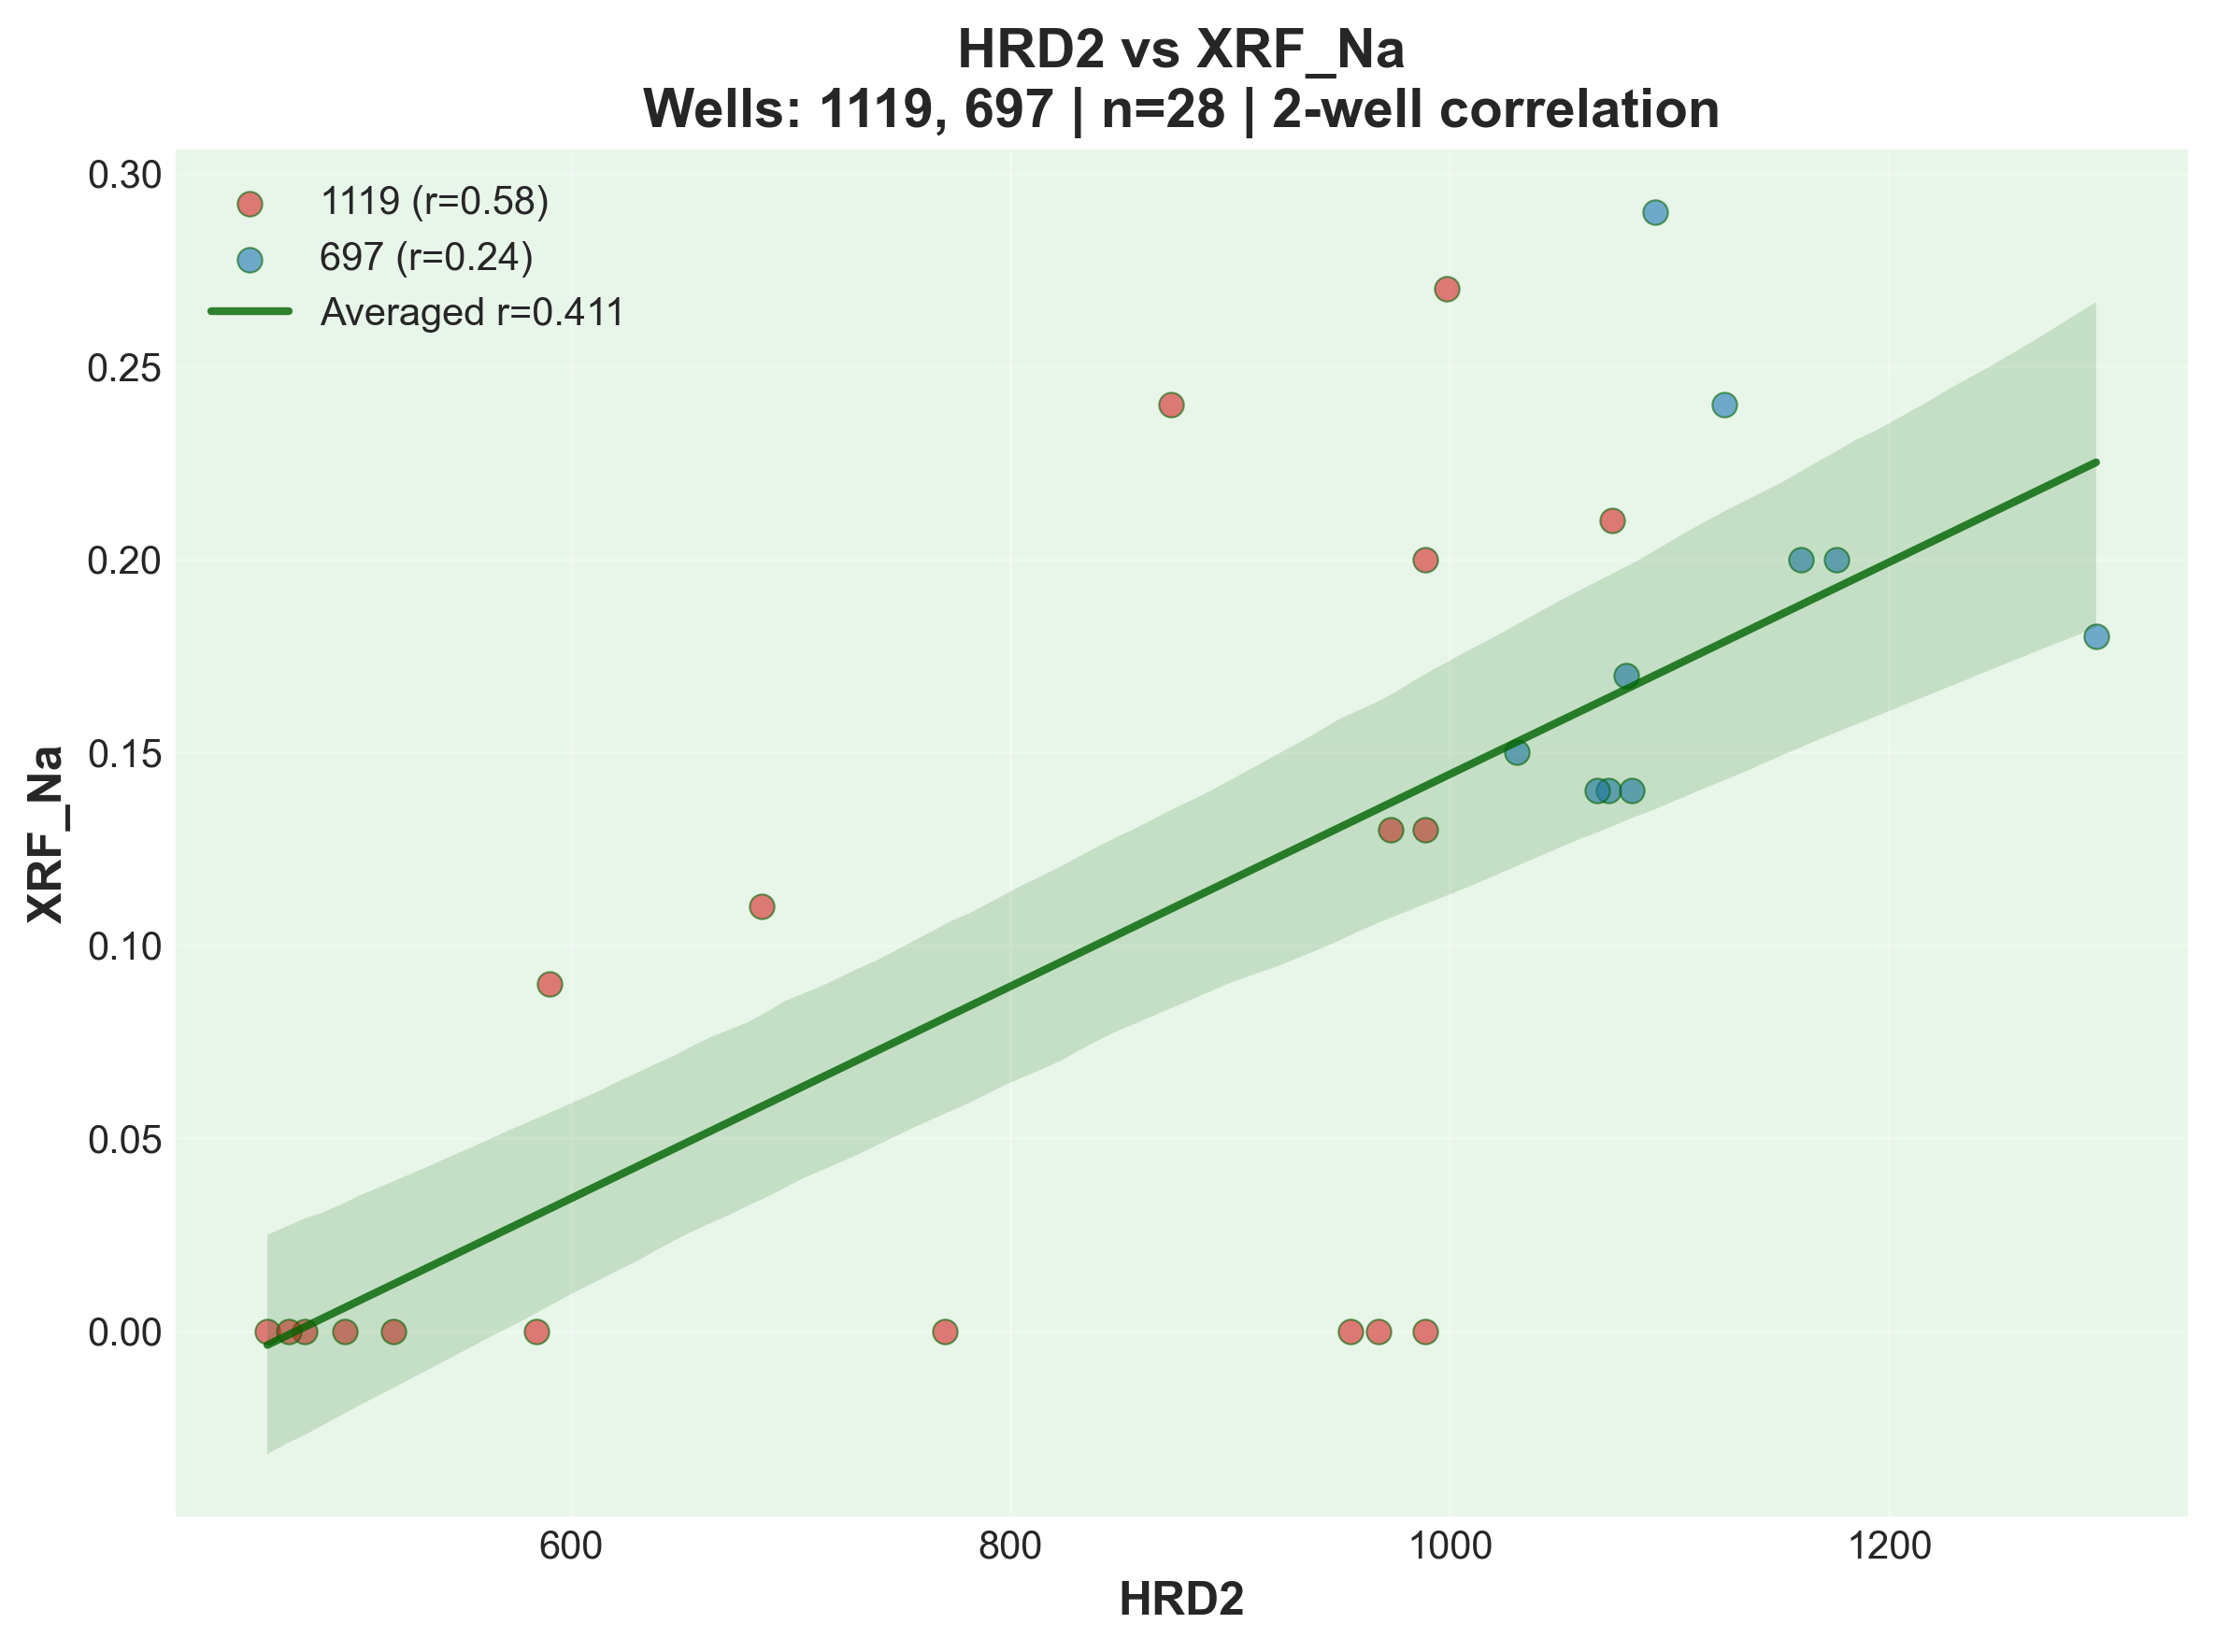 HRD2 vs XRF_Na
Wells: 1119, 697 | n=28 | 2-well correlation
1119 (r=0.58)
697 (r=0.24)
Averaged r=0.411
0.30
0.25
0.20
0.15
0.10
0.05
0.00
XRF_Na
600
800
1000
1200
HRD2